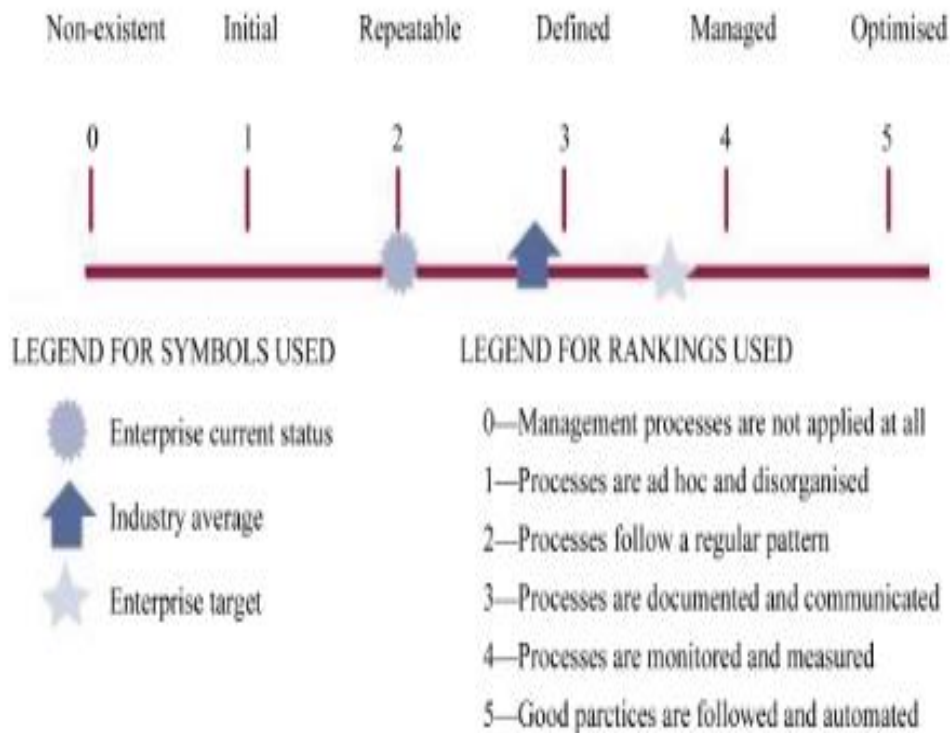 Non-existent Initial Repeatable Defined Managed Optimised
0 1 2 3 4 5
LEGEND FOR SYMBOLS USED
Enterprise current status
Industry average
Enterprise target
LEGEND FOR RANKINGS USED
0—Management processes are not applied at all
1—Processes are ad hoc and disorganised
2—Processes follow a regular pattern
3—Processes are documented and communicated
4—Processes are monitored and measured
5—Good parctices are followed and automated